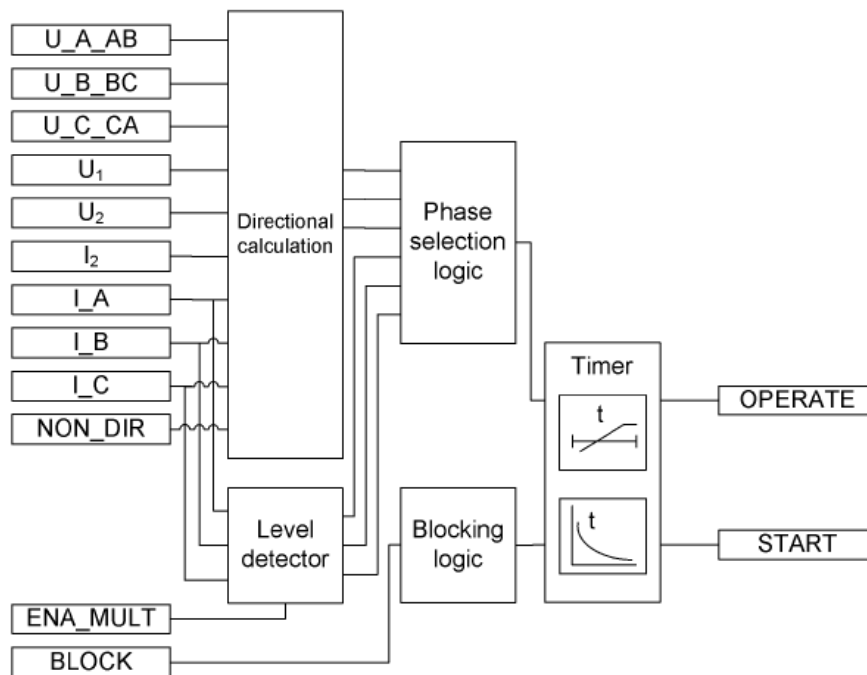 U_A_AB
U_B_BC
U_C_CA
U₁
U₂
I₂
I_A
I_B
I_C
NON_DIR
ENA_MULT
BLOCK
Directional
calculation
Level
detector
Phase
selection
logic
Blocking
logic
Timer
t
t
OPERATE
START